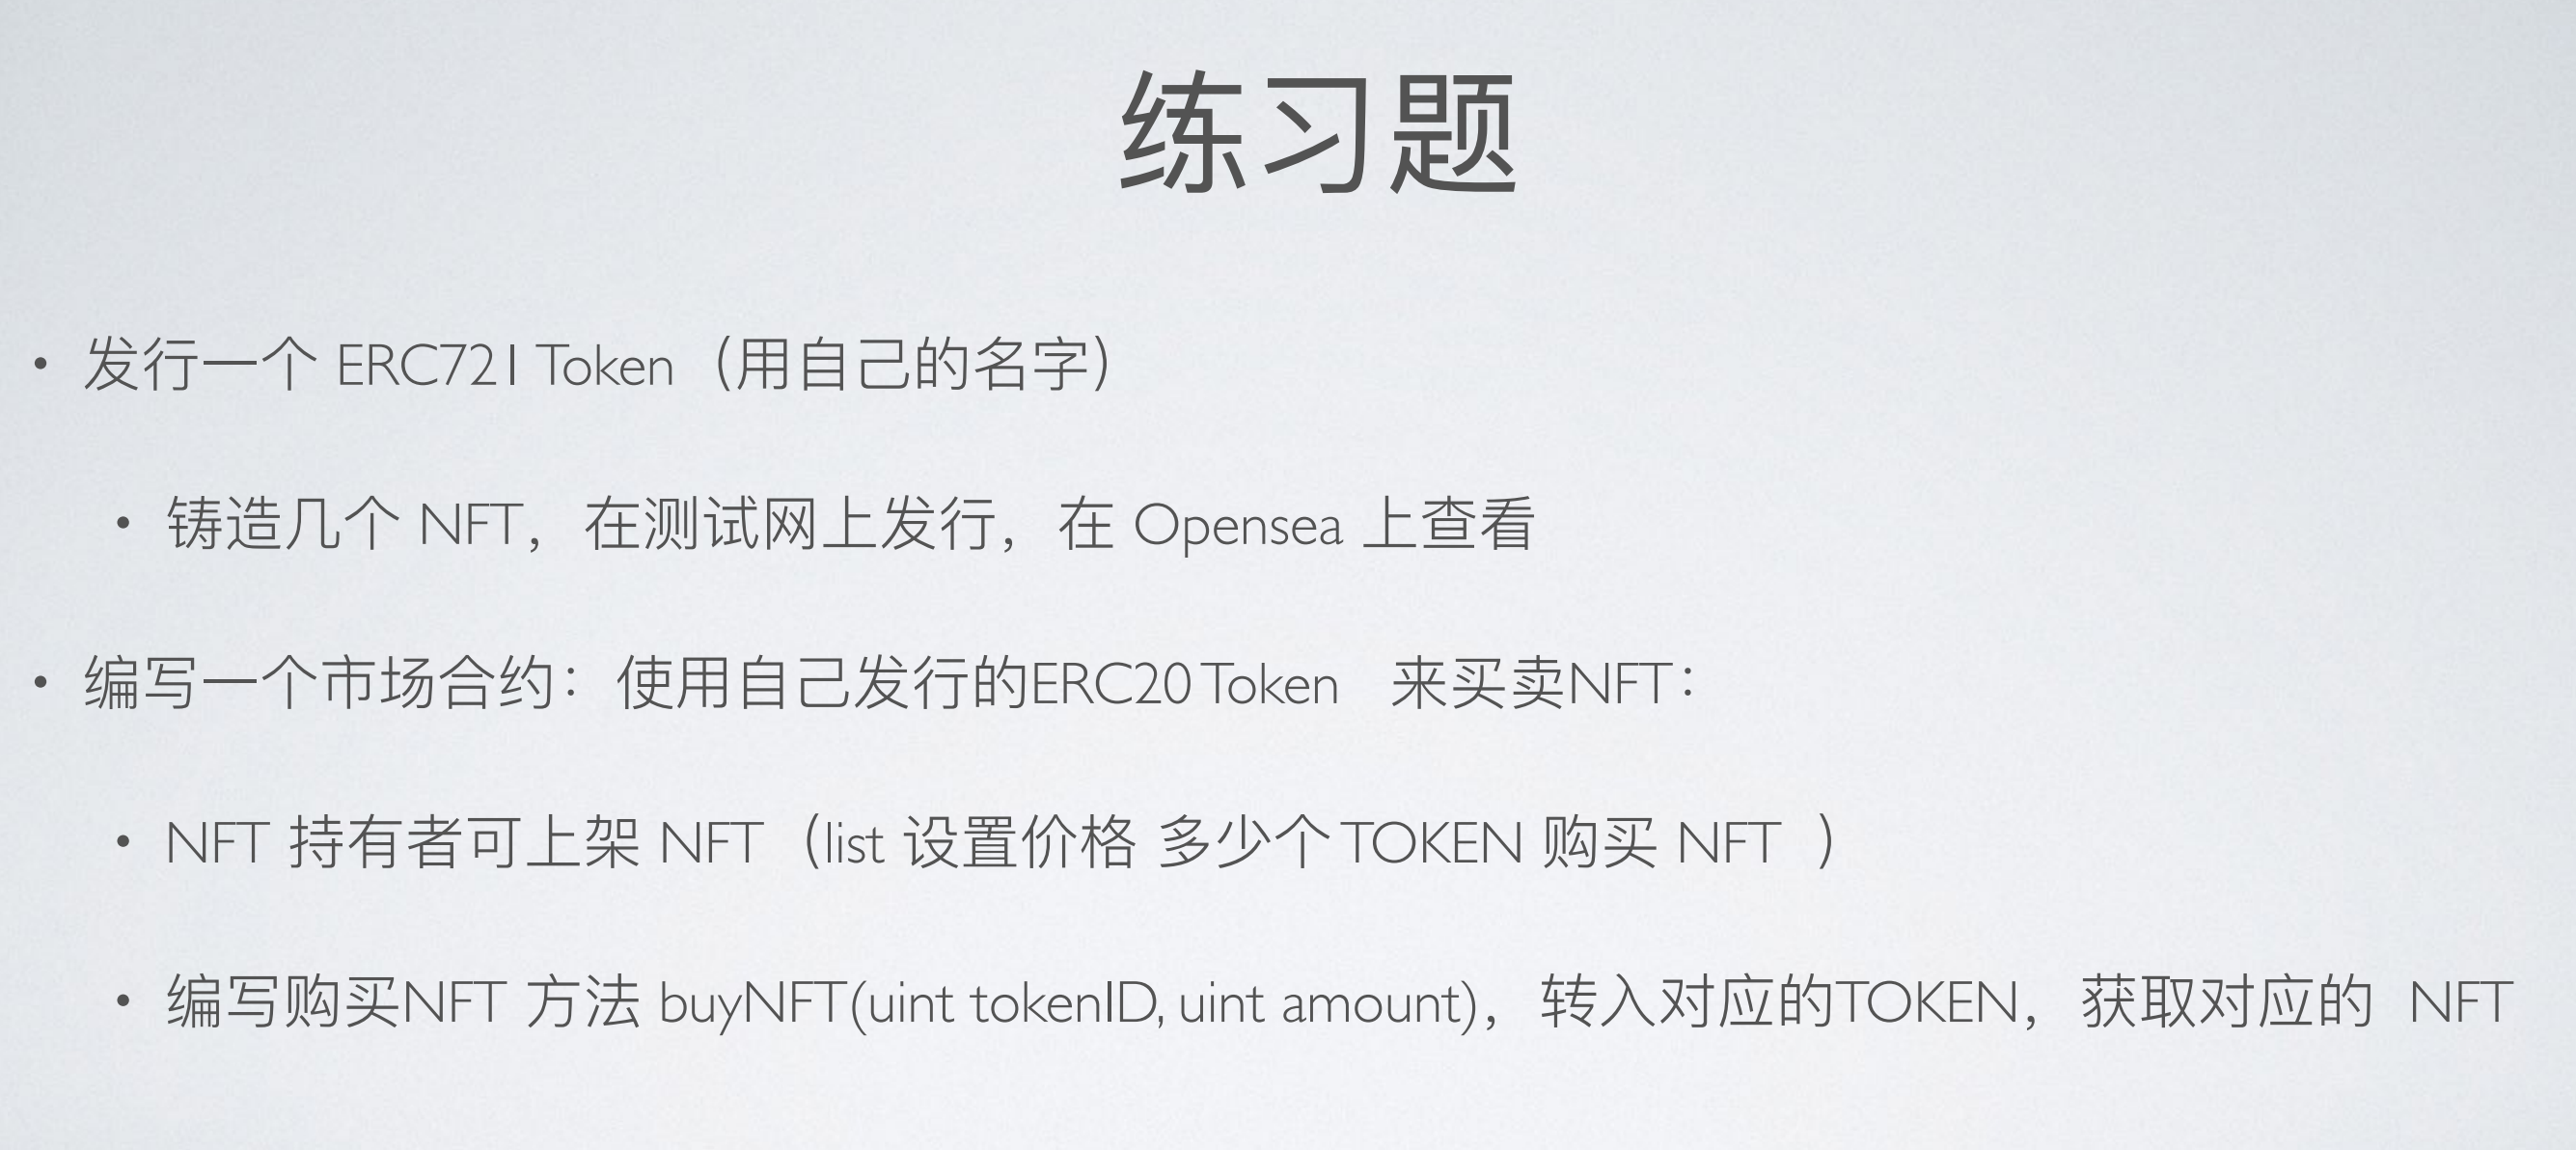 练习题
• 发行一个 ERC721 Token（用自己的名字）
• 铸造几个 NFT，在测试网上发行，在 Opensea 上查看
• 编写一个市场合约：使用自己发行的ERC20 Token 来买卖NFT：
• NFT 持有者可上架 NFT（list 设置价格 多少个 TOKEN 购买 NFT ）
• 编写购买NFT 方法 buyNFT(uint tokenID, uint amount)，转入对应的TOKEN，获取对应的 NFT